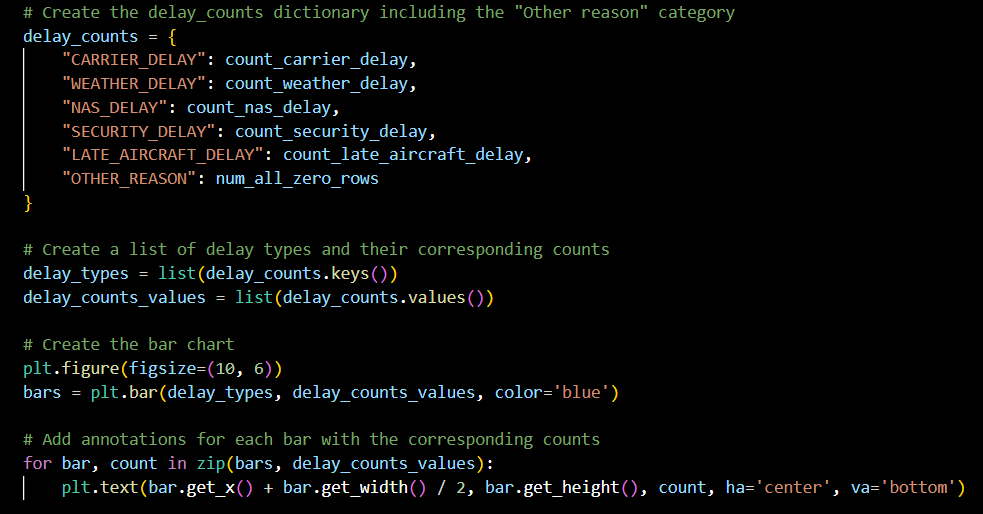 # Create the delay_counts dictionary including the "Other reason" category
delay_counts = {
    "CARRIER_DELAY": count_carrier_delay,
    "WEATHER_DELAY": count_weather_delay,
    "NAS_DELAY": count_nas_delay,
    "SECURITY_DELAY": count_security_delay,
    "LATE_AIRCRAFT_DELAY": count_late_aircraft_delay,
    "OTHER_REASON": num_all_zero_rows
}

# Create a list of delay types and their corresponding counts
delay_types = list(delay_counts.keys())
delay_counts_values = list(delay_counts.values())

# Create the bar chart
plt.figure(figsize=(10, 6))
bars = plt.bar(delay_types, delay_counts_values, color='blue')

# Add annotations for each bar with the corresponding counts
for bar, count in zip(bars, delay_counts_values):
    plt.text(bar.get_x() + bar.get_width() / 2, bar.get_height(), count, ha='center', va='bottom')